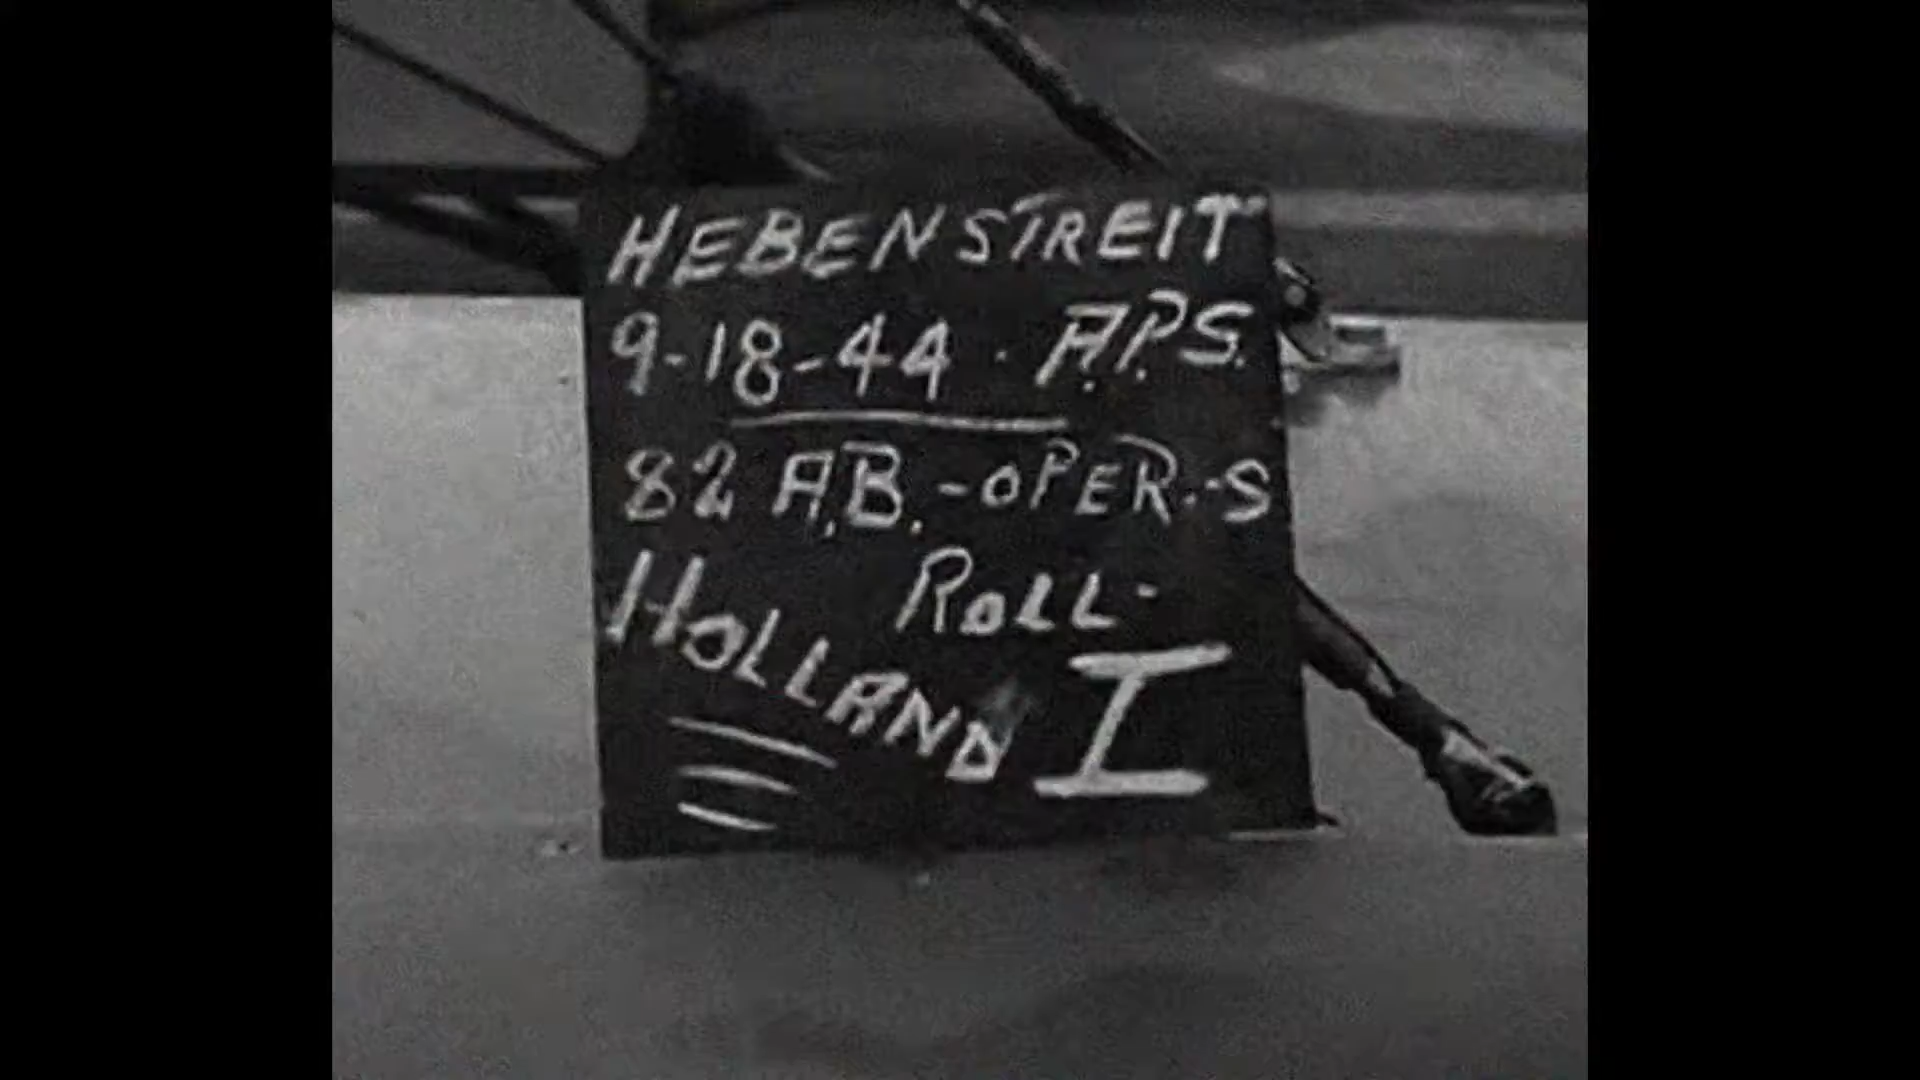 HEBENSTREIT
9-18-44. A.P.S.
82 A.B.-OPER.-S
ROLL-
HOLLAND I